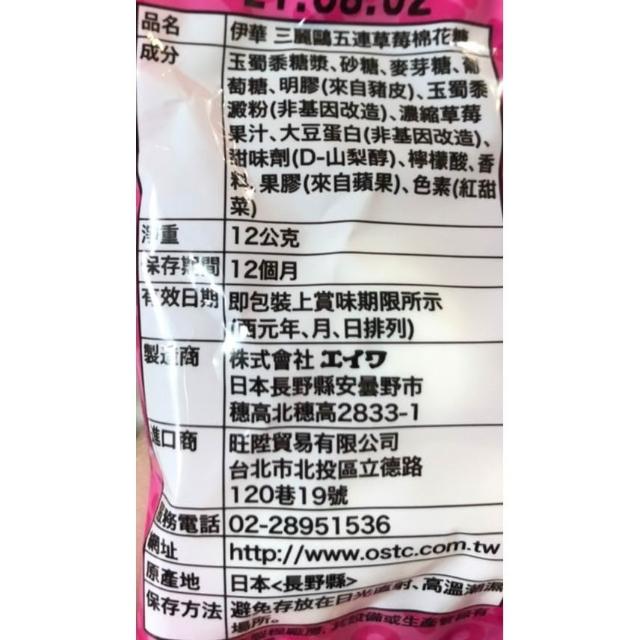 21.08.02
品名 伊華 三麗鷗五連草莓棉花糖
成分 玉蜀黍糖漿、砂糖、麥芽糖、葡
萄糖、明膠(來自豬皮)、玉蜀黍
澱粉(非基因改造)、濃縮草莓
果汁、大豆蛋白(非基因改造)、
甜味劑(D-山梨醇)、檸檬酸、香
料、果膠(來自蘋果)、色素(紅甜
菜)
淨重 12公克
保存期間 12個月
有效日期 即包裝上賞味期限所示
(西元年、月、日排列)
製造商 株式會社 エイワ
日本長野縣安曇野市
穗高北穗高2833-1
進口商 旺陞貿易有限公司
台北市北投區立德路
120巷19號
服務電話 02-28951536
網址 http://www.ostc.com.tw
原產地 日本<長野縣>
保存方法 避免存放在日光直射、高溫潮濕
場所。